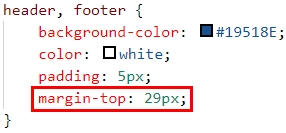 header, footer {
background-color: #19518E;
color: white;
padding: 5px;
margin-top: 29px;
}